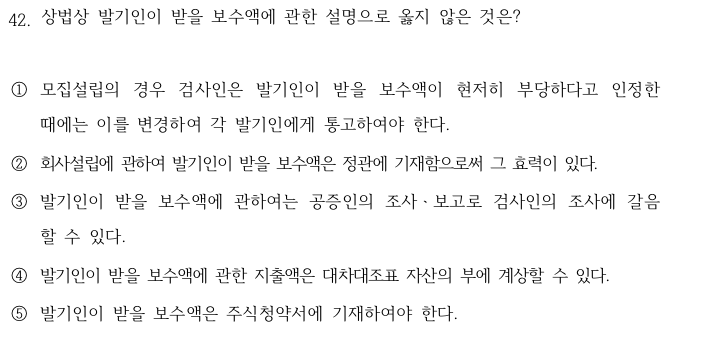 42. 상법상 발기인이 받을 보수액에 관한 설명으로 옳지 않은 것은?
① 모집설립의 경우 검사인은 발기인이 받을 보수액이 현저히 부당하다고 인정한
때에는 이를 변경하여 각 발기인에게 통고하여야 한다.
② 회사설립에 관하여 발기인이 받을 보수액은 정관에 기재함으로써 그 효력이 있다.
③ 발기인이 받을 보수액에 관하여는 공증인의 조사ㆍ보고로 검사인의 조사에 갈음
할 수 있다.
④ 발기인이 받을 보수액에 관한 지출액은 대차대조표 자산의 부에 계상할 수 있다.
⑤ 발기인이 받을 보수액은 주식청약서에 기재하여야 한다.